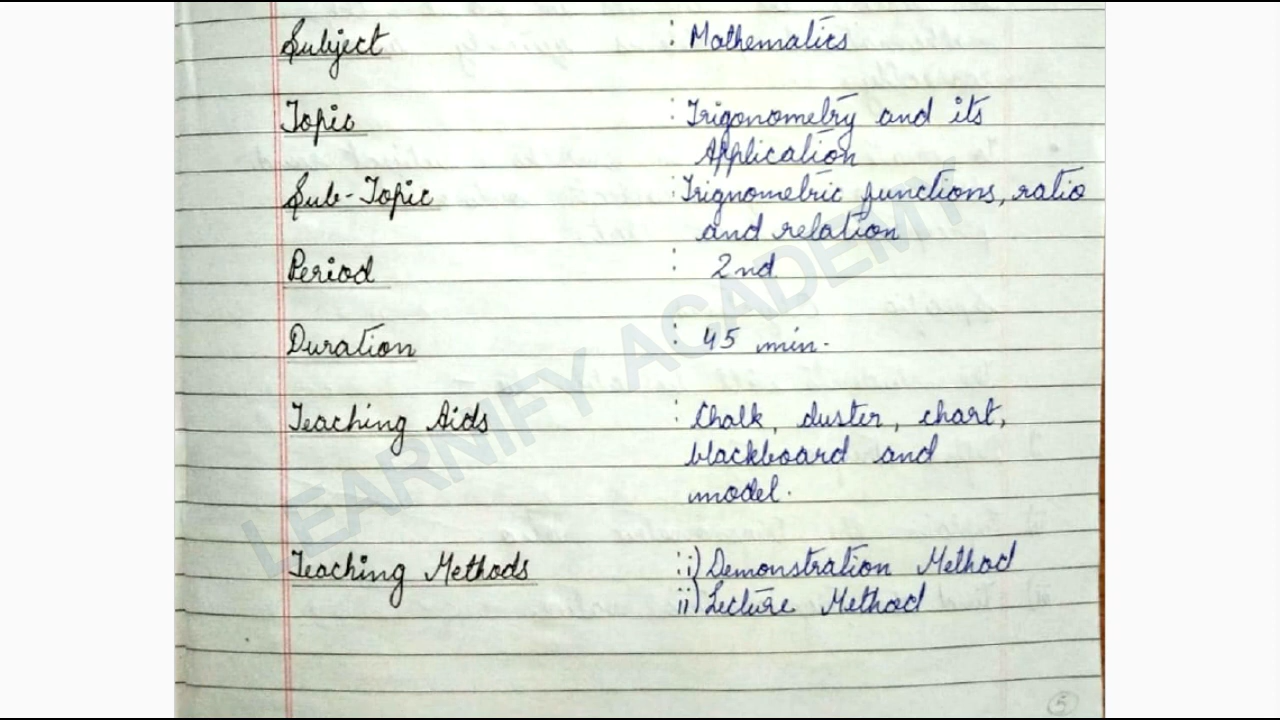 Subject : Mathematics
Topic : Trigonometry and its
Application
Sub-Topic : Trignometric functions, ratio
and relation
Period : 2nd
Duration : 45 min.
Teaching Aids : Chalk, duster, chart,
blackboard and
model.
Teaching Methods : i) Demonstration Method
ii) Lecture Method
LEARNIFY ACADEMY
5